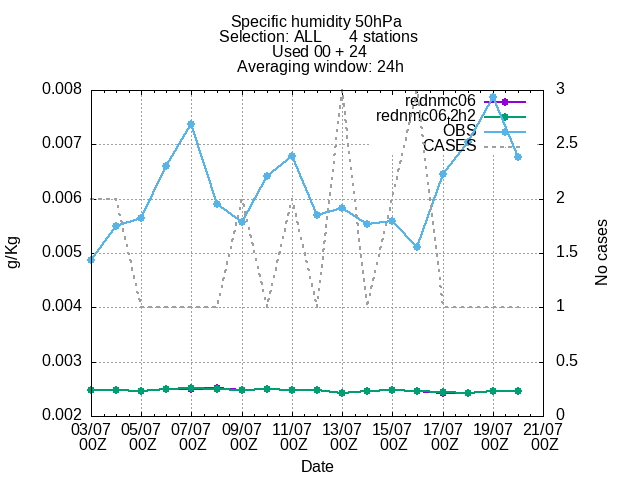 Specific humidity 50hPa
Selection: ALL 4 stations
Used 00 + 24
Averaging window: 24h
0.008
0.007
0.006
0.005
0.004
0.003
0.002
g/Kg
3
2.5
2
1.5
1
0.5
0
No cases
rednmc06
rednmc06.2h2
OBS
CASES
03/07 05/07 07/07 09/07 11/07 13/07 15/07 17/07 19/07 21/07
00Z 00Z 00Z 00Z 00Z 00Z 00Z 00Z 00Z 00Z
Date